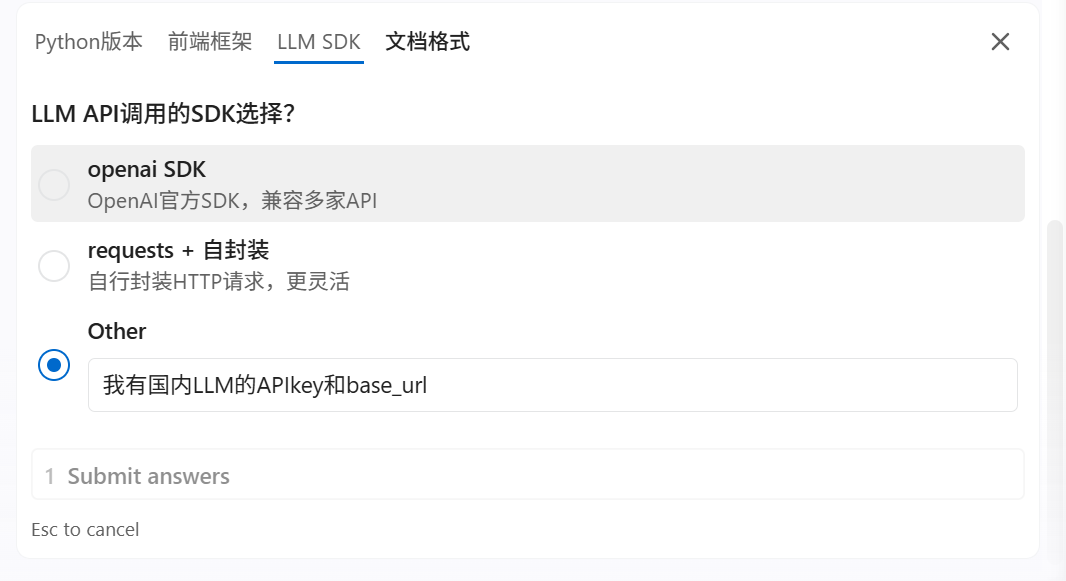 Python版本 前端框架 LLM SDK 文档格式
LLM API调用的SDK选择？
openai SDK
OpenAI官方SDK，兼容多家API
requests + 自封装
自行封装HTTP请求，更灵活
Other
我有国内LLM的APIkey和base_url
1 Submit answers
Esc to cancel